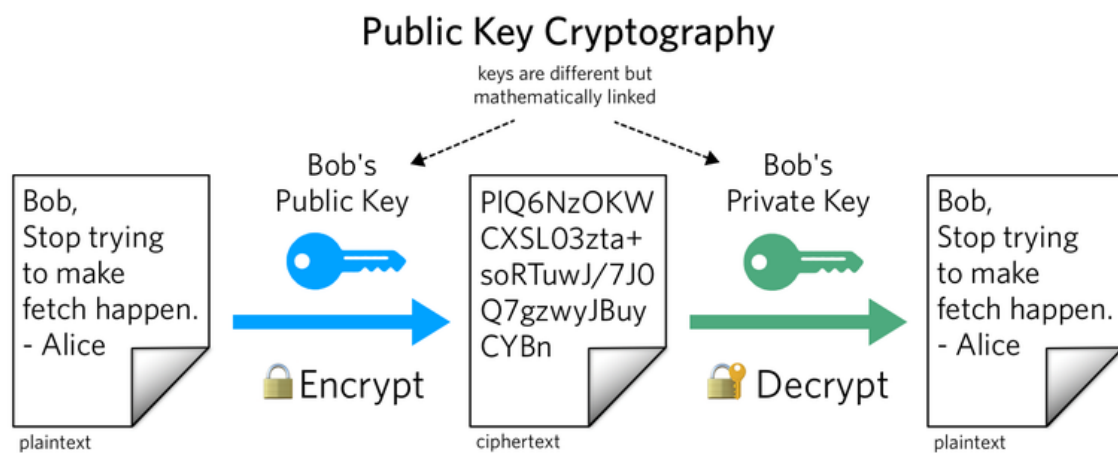 Public Key Cryptography
keys are different but
mathematically linked
Bob,
Stop trying
to make
fetch happen.
- Alice
plaintext
Bob's
Public Key
Encrypt
PlQ6NzOKW
CXSL03zta+
soRTuwJ/7J0
Q7gzwyJBuy
CYBn
ciphertext
Bob's
Private Key
Decrypt
Bob,
Stop trying
to make
fetch happen.
- Alice
plaintext